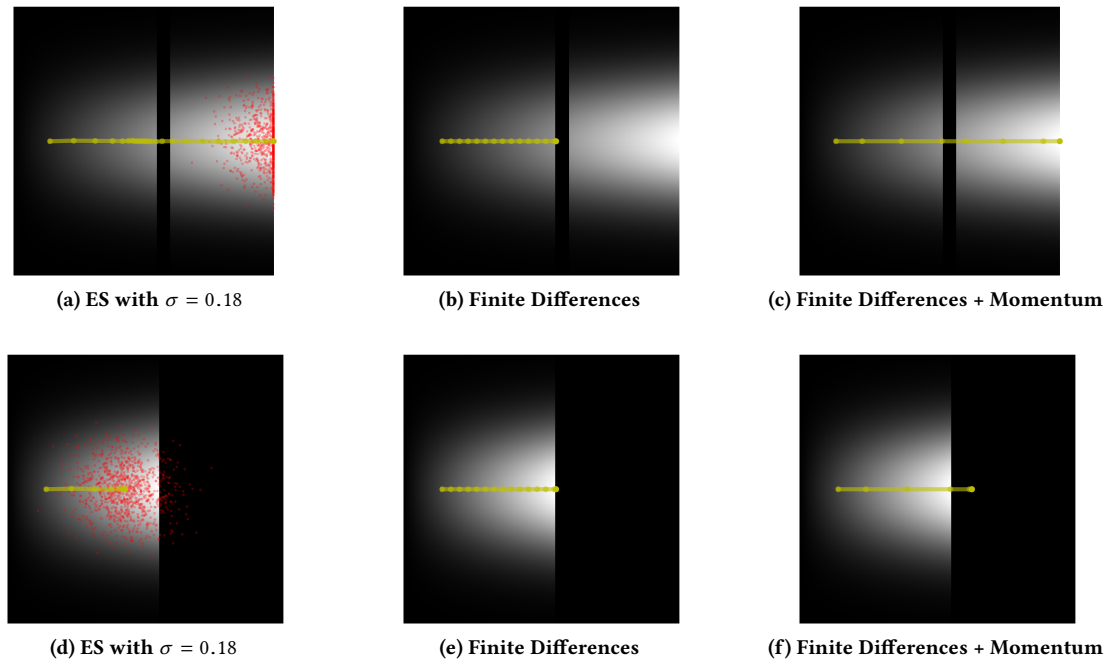 (a) ES with σ = 0.18
(b) Finite Differences
(c) Finite Differences + Momentum
(d) ES with σ = 0.18
(e) Finite Differences
(f) Finite Differences + Momentum